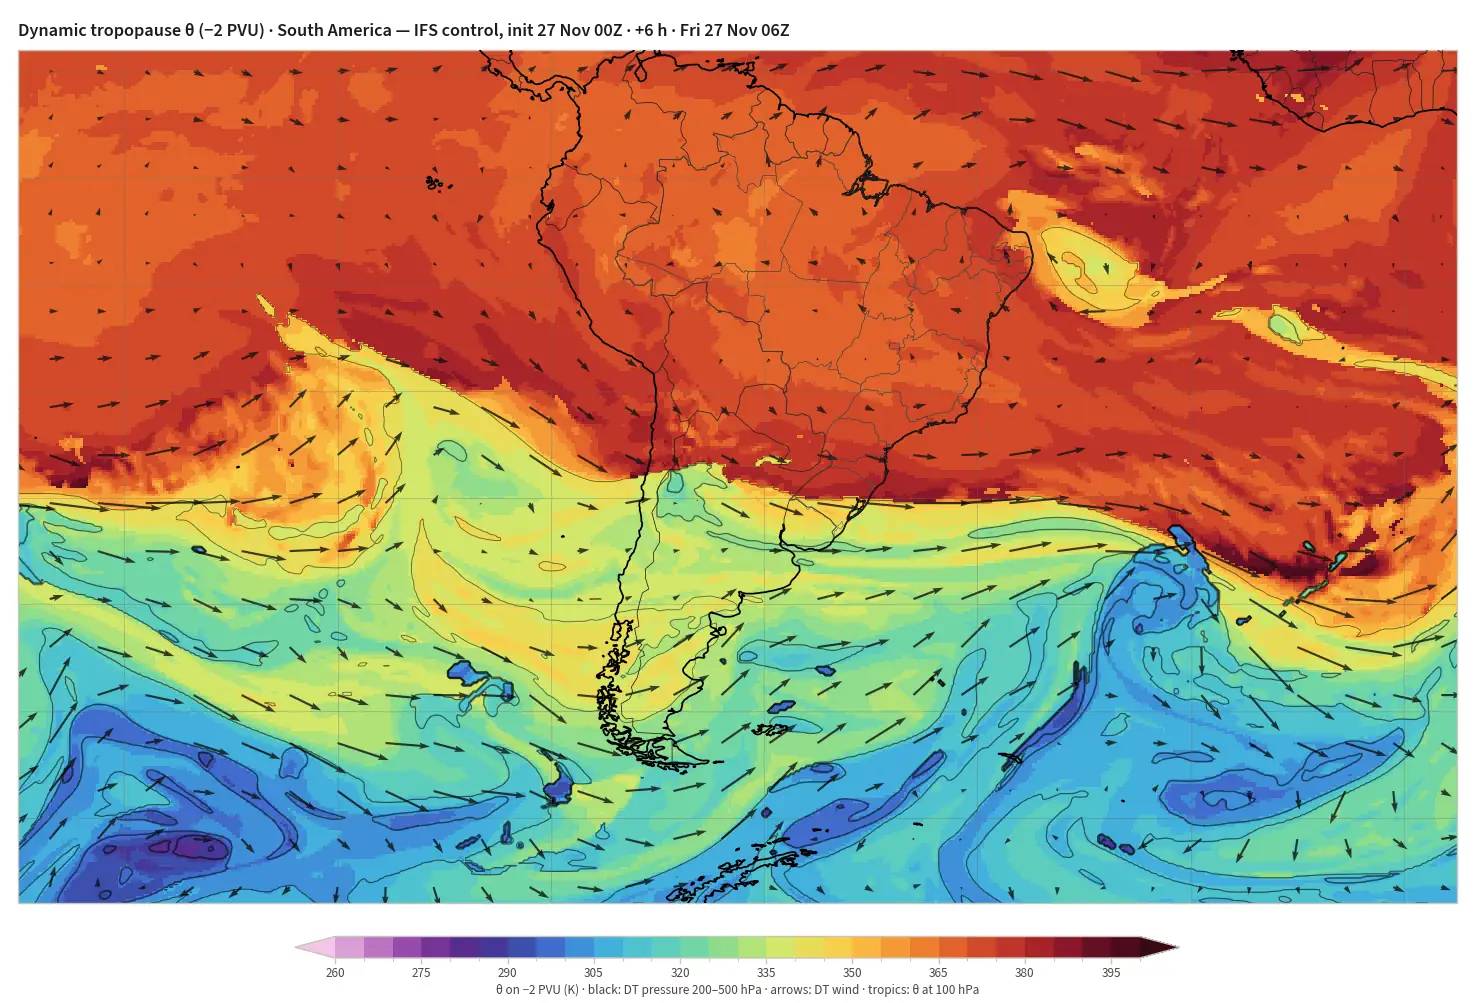 Dynamic tropopause θ (−2 PVU) · South America — IFS control, init 27 Nov 00Z · +6 h · Fri 27 Nov 06Z
260 275 290 305 320 335 350 365 380 395
θ on −2 PVU (K) · black: DT pressure 200–500 hPa · arrows: DT wind · tropics: θ at 100 hPa